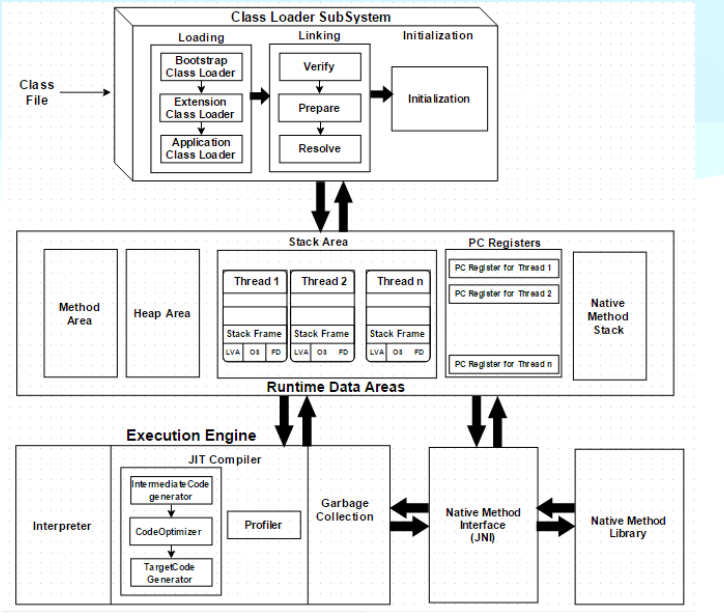 Class Loader SubSystem
Loading
Linking
Initialization
Class
File
Bootstrap
Class Loader
Extension
Class Loader
Application
Class Loader
Verify
Prepare
Resolve
Initialization
Stack Area
PC Registers
Method
Area
Heap Area
Thread 1
Stack Frame
LVA OS FD
Thread 2
Stack Frame
LVA OS FD
Thread n
Stack Frame
LVA OS FD
PC Register for Thread 1
PC Register for Thread 2
PC Register for Thread n
Native
Method
Stack
Runtime Data Areas
Execution Engine
Interpreter
JIT Compiler
IntermediateCode
generator
CodeOptimizer
TargetCode
Generator
Profiler
Garbage
Collection
Native Method
Interface
(JNI)
Native Method
Library